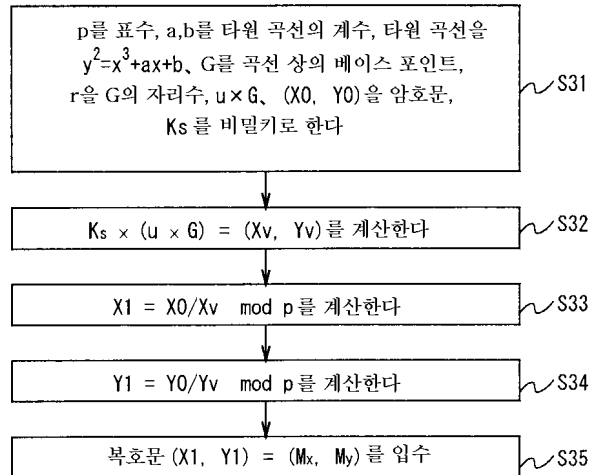 p를 표수, a,b를 타원 곡선의 계수, 타원 곡선을
y²=x³+ax+b、G를 곡선 상의 베이스 포인트,
r을 G의 자리수, u×G、(X0, Y0)을 암호문,
Ks를 비밀키로 한다
S31
Ks × (u × G) = (Xv, Yv)를 계산한다
S32
X1 = X0/Xv mod p를 계산한다
S33
Y1 = Y0/Yv mod p를 계산한다
S34
복호문 (X1, Y1) = (Mx, My)를 입수
S35